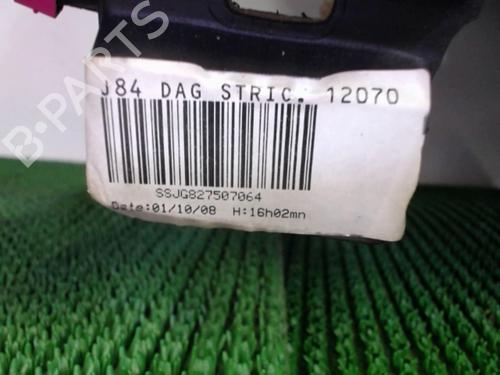 J84 DAG STRIC. 12070
SSJG827507064
Date:01/10/08 H:16h02mn
B-PARTS